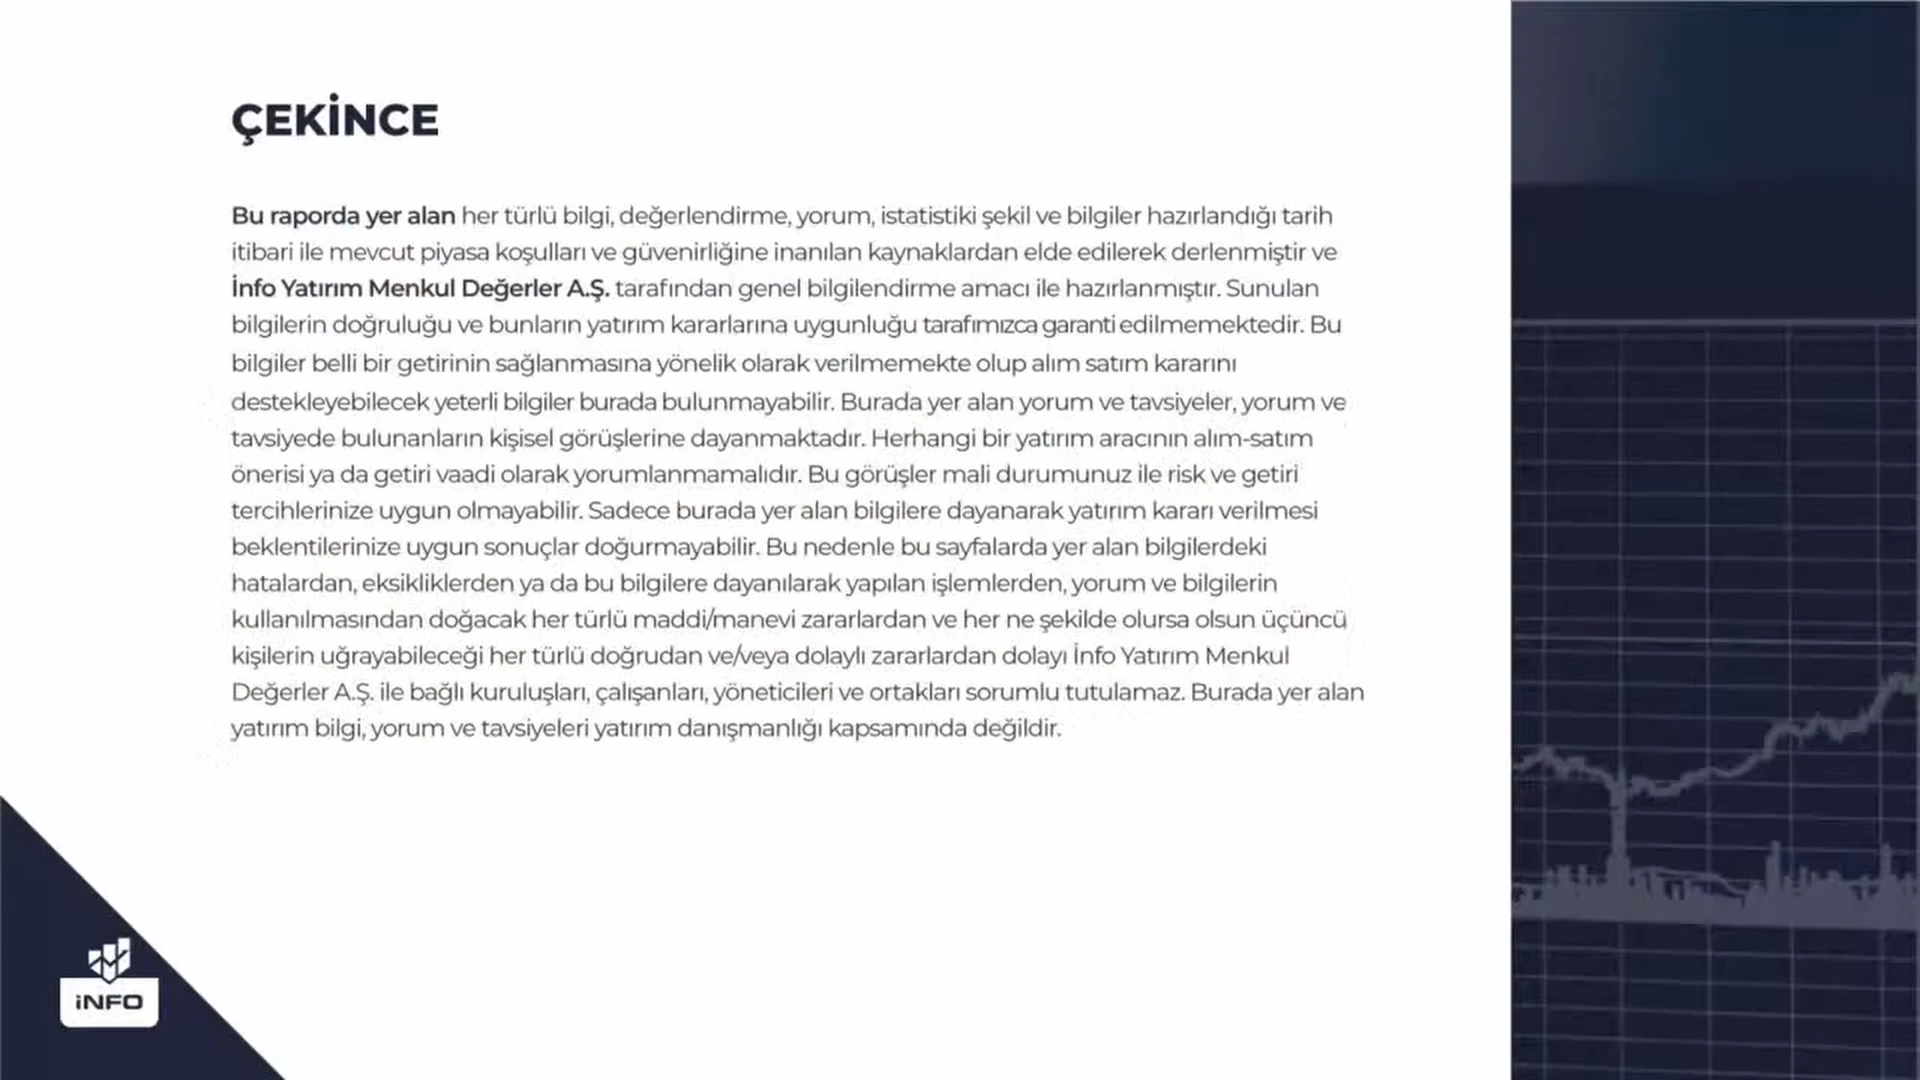 ÇEKİNCE
Bu raporda yer alan her türlü bilgi, değerlendirme, yorum, istatistiki şekil ve bilgiler hazırlandığı tarih
itibari ile mevcut piyasa koşulları ve güvenirliğine inanılan kaynaklardan elde edilerek derlenmiştir ve
İnfo Yatırım Menkul Değerler A.Ş. tarafından genel bilgilendirme amacı ile hazırlanmıştır. Sunulan
bilgilerin doğruluğu ve bunların yatırım kararlarına uygunluğu tarafımızca garanti edilmemektedir. Bu
bilgiler belli bir getirinin sağlanmasına yönelik olarak verilmemekte olup alım satım kararını
destekleyebilecek yeterli bilgiler burada bulunmayabilir. Burada yer alan yorum ve tavsiyeler, yorum ve
tavsiyede bulunanların kişisel görüşlerine dayanmaktadır. Herhangi bir yatırım aracının alım-satım
önerisi ya da getiri vaadi olarak yorumlanmamalıdır. Bu görüşler mali durumunuz ile risk ve getiri
tercihlerinize uygun olmayabilir. Sadece burada yer alan bilgilere dayanarak yatırım kararı verilmesi
beklentilerinize uygun sonuçlar doğurmayabilir. Bu nedenle bu sayfalarda yer alan bilgilerdeki
hatalardan, eksikliklerden ya da bu bilgilere dayanılarak yapılan işlemlerden, yorum ve bilgilerin
kullanılmasından doğacak her türlü maddi/manevi zararlardan ve her ne şekilde olursa olsun üçüncü
kişilerin uğrayabileceği her türlü doğrudan ve/veya dolaylı zararlardan dolayı İnfo Yatırım Menkul
Değerler A.Ş. ile bağlı kuruluşları, çalışanları, yöneticileri ve ortakları sorumlu tutulamaz. Burada yer alan
yatırım bilgi, yorum ve tavsiyeleri yatırım danışmanlığı kapsamında değildir.
iNFO